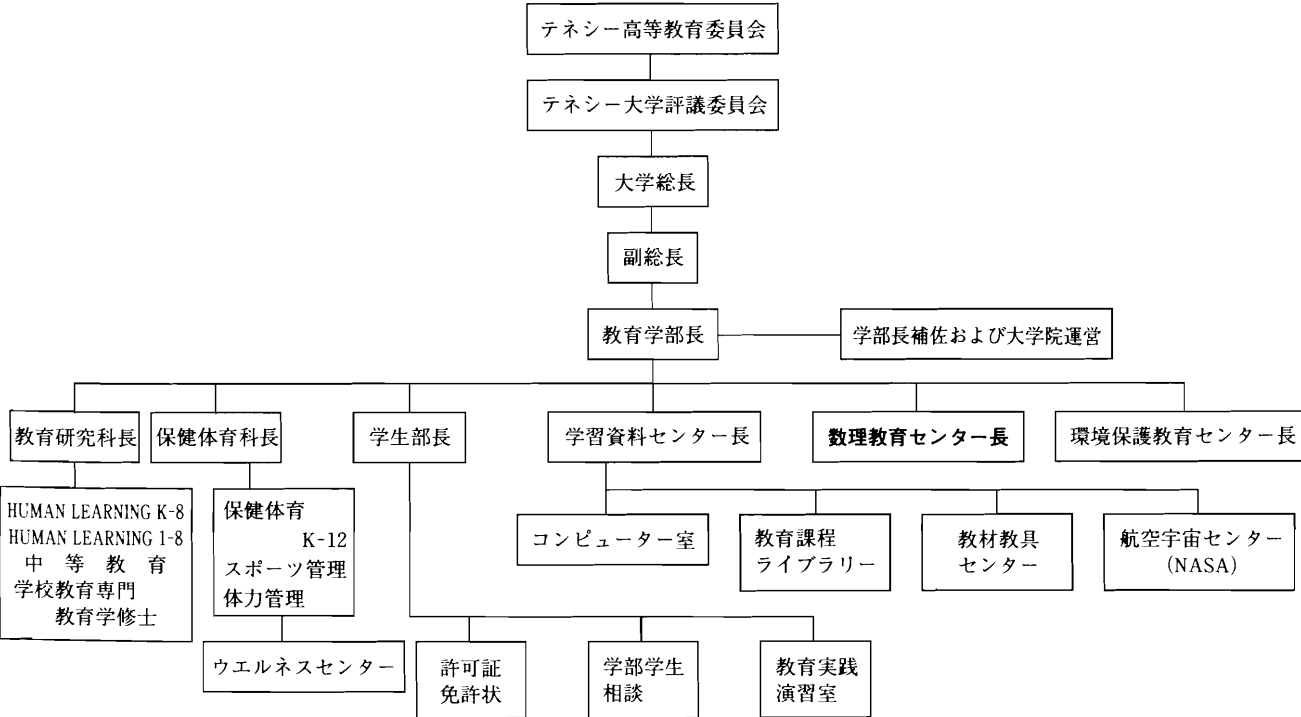 テネシー高等教育委員会
テネシー大学評議委員会
大学総長
副総長
教育学部長
学部長補佐および大学院運営
教育研究科長
保健体育科長
学生部長
学習資料センター長
数理教育センター長
環境保護教育センター長
HUMAN LEARNING K-8
HUMAN LEARNING 1-8
中等教育
学校教育専門
教育学修士
保健体育
K-12
スポーツ管理
体力管理
コンピューター室
教育課程
ライブラリー
教材教具
センター
航空宇宙センター
(NASA)
ウエルネスセンター
許可証
免許状
学部学生
相談
教育実践
演習室